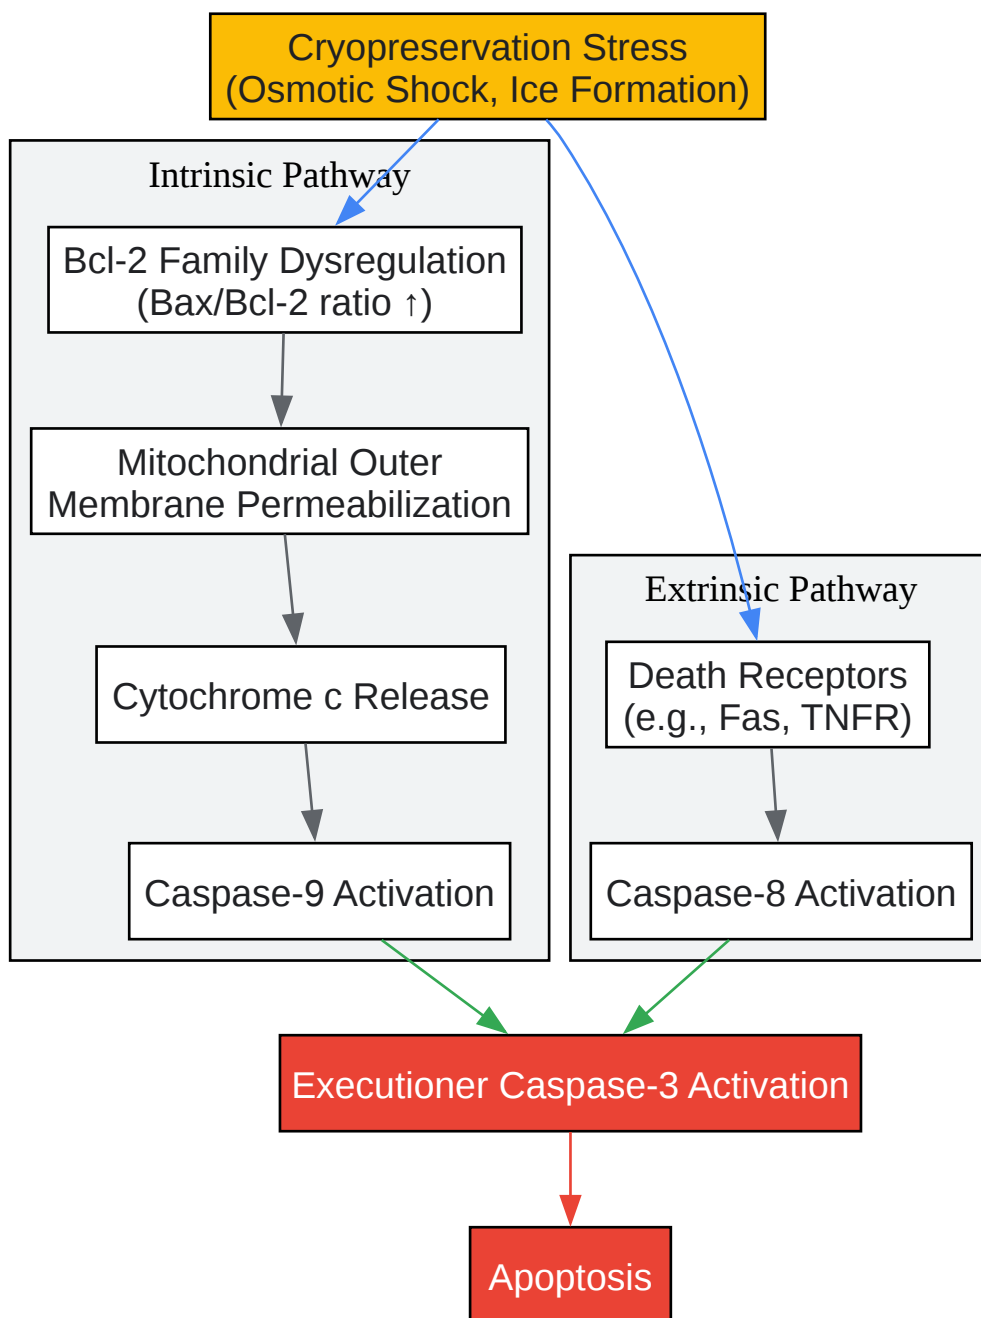 Cryopreservation Stress
(Osmotic Shock, Ice Formation)
Intrinsic Pathway
Bcl-2 Family Dysregulation
(Bax/Bcl-2 ratio ↑)
Mitochondrial Outer
Membrane Permeabilization
Cytochrome c Release
Caspase-9 Activation
Extrinsic Pathway
Death Receptors
(e.g., Fas, TNFR)
Caspase-8 Activation
Executioner Caspase-3 Activation
Apoptosis